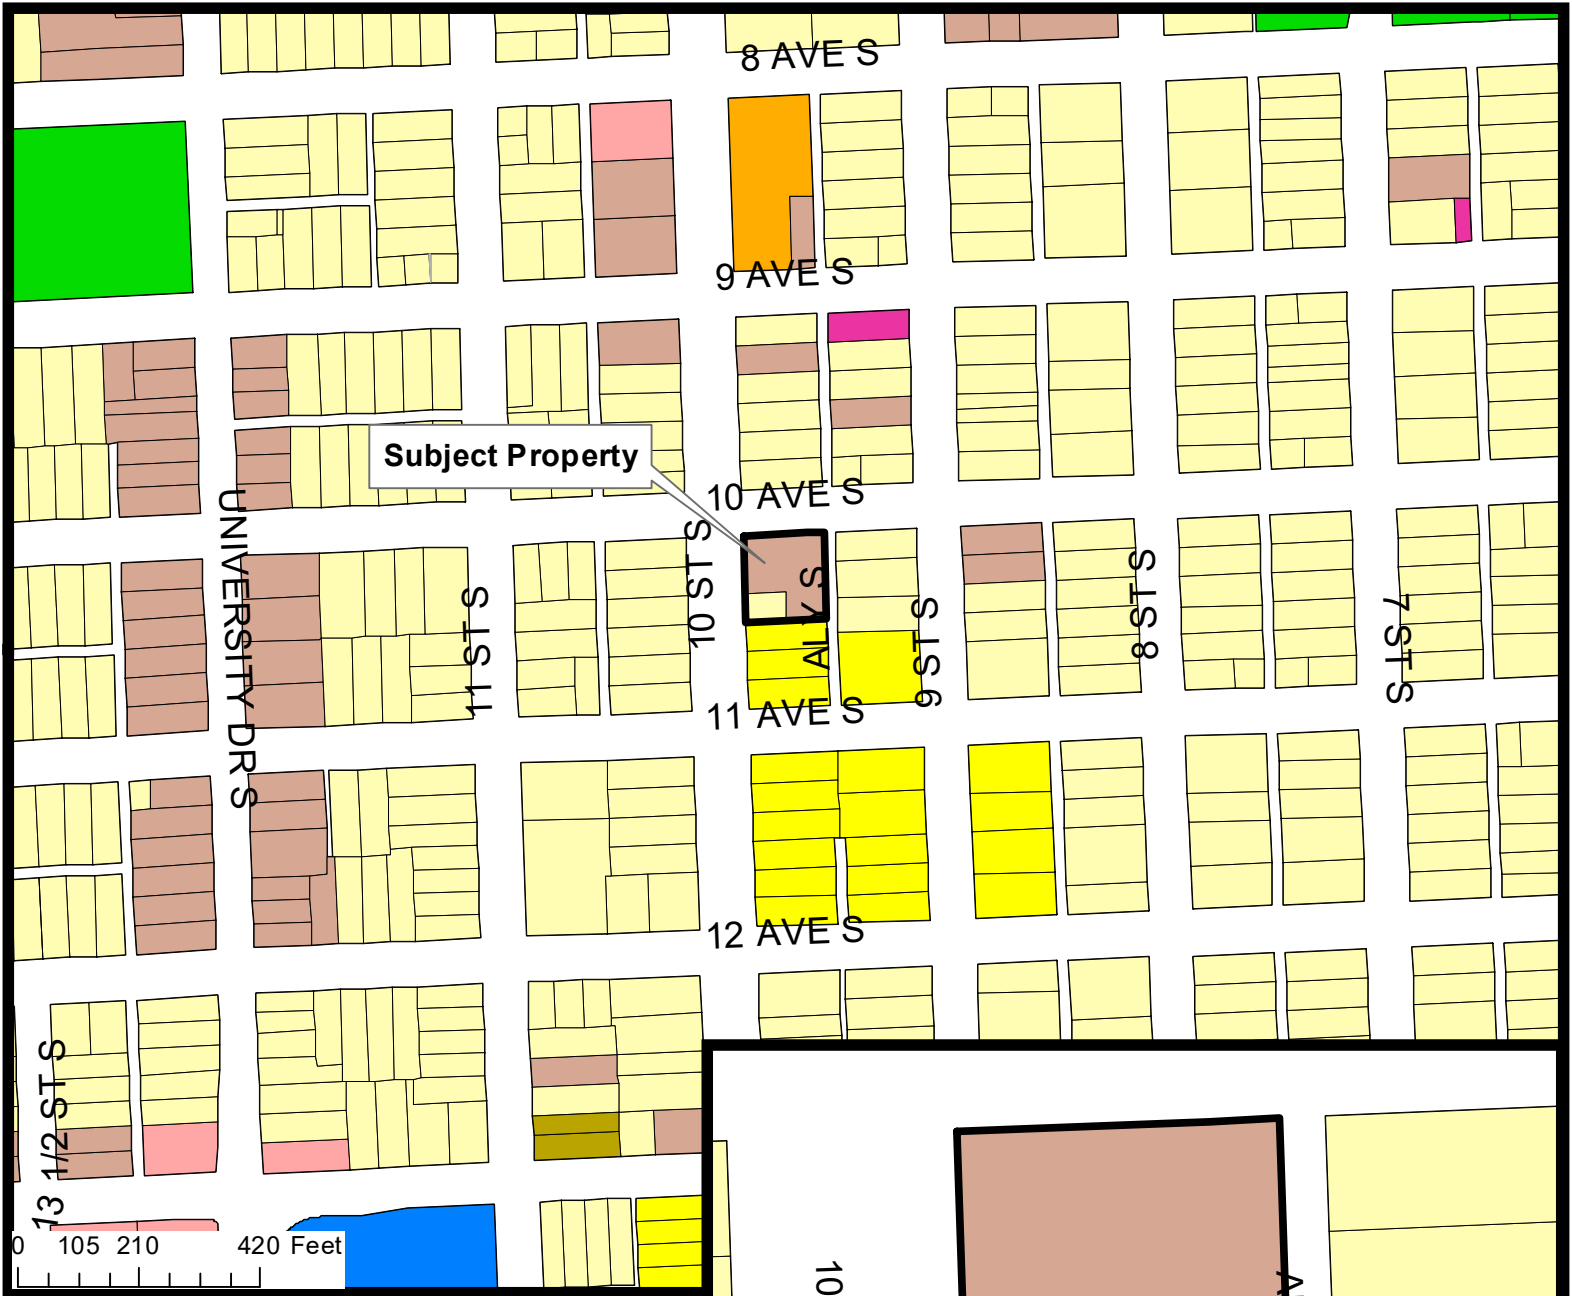 8 AVE S
9 AVE S
Subject Property
10 AVE S
UNIVERSITY DR S
11 ST S
10 ST S
ALY S
9 ST S
8 ST S
7 ST S
11 AVE S
12 AVE S
13 1/2 ST S
0 105 210 420 Feet
10